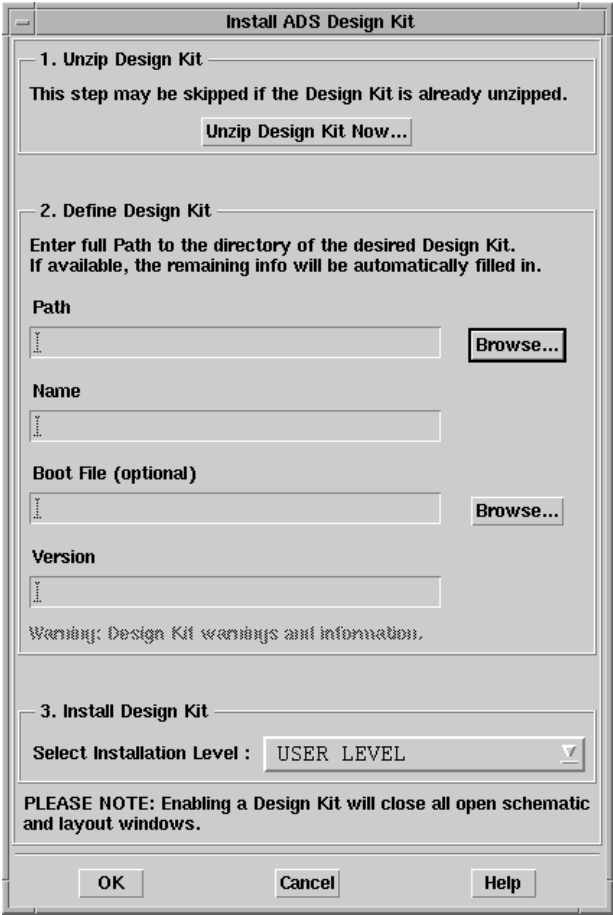 Install ADS Design Kit
1. Unzip Design Kit
This step may be skipped if the Design Kit is already unzipped.
Unzip Design Kit Now...
2. Define Design Kit
Enter full Path to the directory of the desired Design Kit.
If available, the remaining info will be automatically filled in.
Path
Browse...
Name
Boot File (optional)
Browse...
Version
Warning: Design Kit warnings and information.
3. Install Design Kit
Select Installation Level : USER LEVEL
PLEASE NOTE: Enabling a Design Kit will close all open schematic
and layout windows.
OK Cancel Help